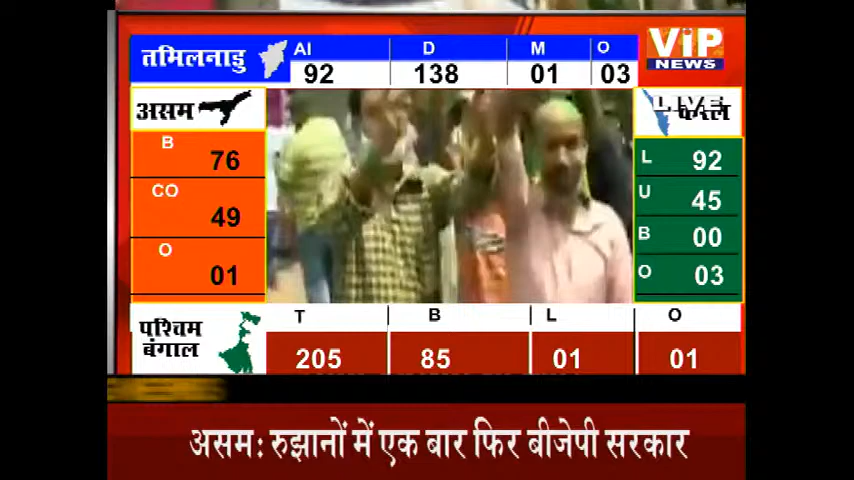 तमिलनाडु
AI D M O
92 138 01 03
ViP
NEWS
असम
B
76
CO
49
O
01
LIVE
L 92
U 45
B 00
O 03
पश्चिम
बंगाल
T B L O
205 85 01 01
असम: रुझानों में एक बार फिर बीजेपी सरकार